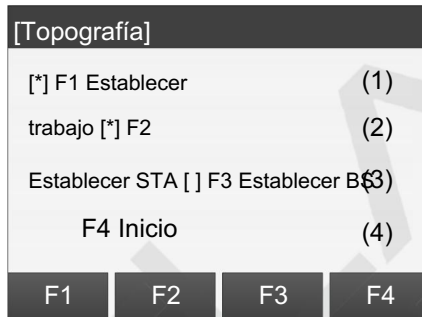 [Topografía]
[*] F1 Establecer (1)
trabajo [*] F2 (2)
Establecer STA [ ] F3 Establecer BS (3)
F4 Inicio (4)
F1 F2 F3 F4